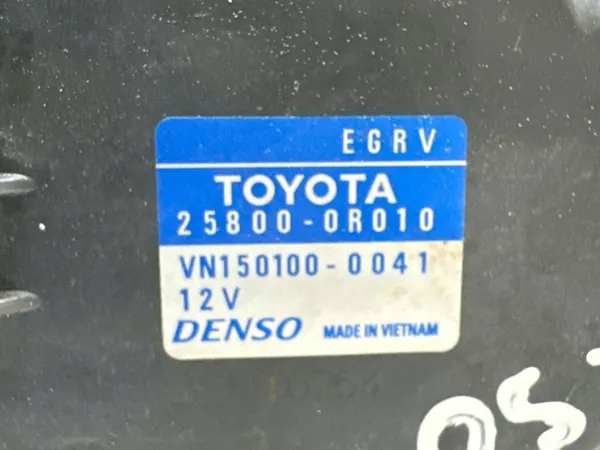 EGRV
TOYOTA
25800-0R010
VN150100-0041
12V
DENSO MADE IN VIETNAM